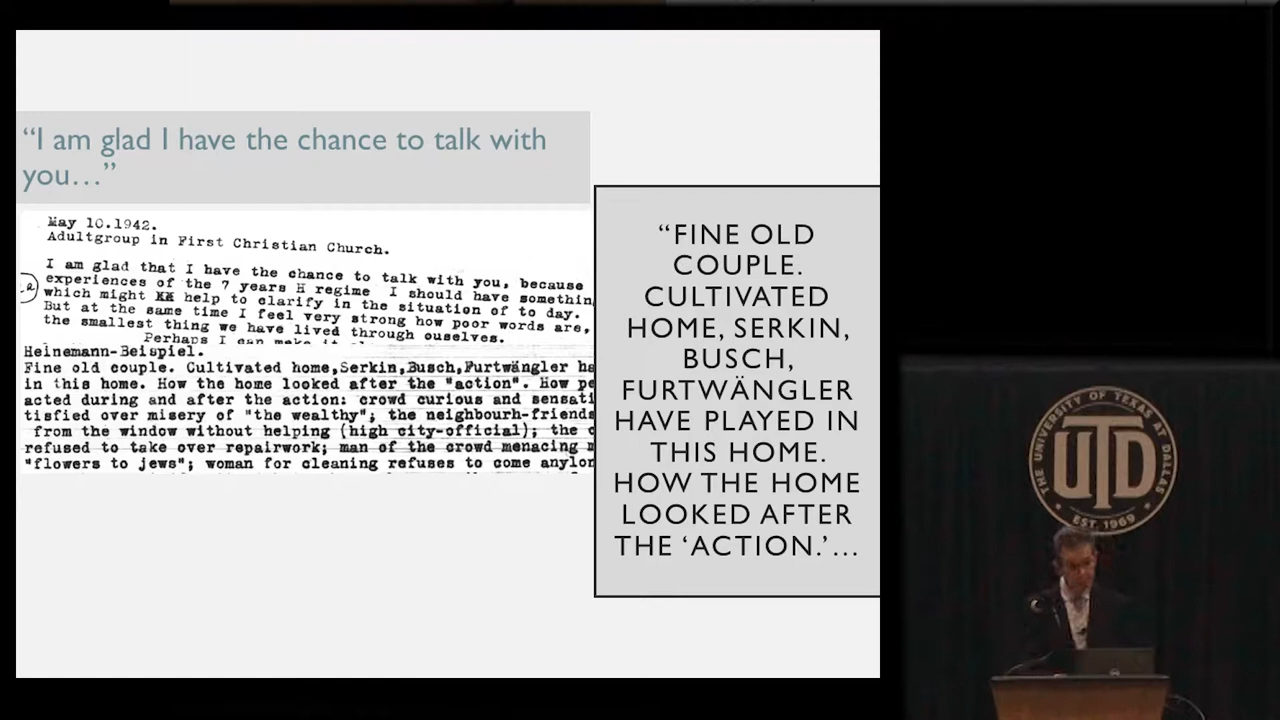 “I am glad I have the chance to talk with
you…”
May 10.1942.
Adultgroup in First Christian Church.
I am glad that I have the chance to talk with you, because
experiences of the 7 years H regime I should have somethin
which might XX help to clarify in the situation of to day.
But at the same time I feel very strong how poor words are,
the smallest thing we have lived through ouselves.
Perhaps I can make it
Heinemann-Beispiel.
Fine old couple. Cultivated home,Serkin,Busch,Furtwängler ha
in this home. How the home looked after the "action". How pe
acted during and after the action: crowd curious and sensati
tisfied over misery of "the wealthy"; the neighbourh-friends
from the window without helping (high city-official); the c
refused to take over repairwork; man of the crowd menacing m
"flowers to jews"; woman for cleaning refuses to come anylon
“FINE OLD
COUPLE.
CULTIVATED
HOME, SERKIN,
BUSCH,
FURTWÄNGLER
HAVE PLAYED IN
THIS HOME.
HOW THE HOME
LOOKED AFTER
THE ‘ACTION.’…
THE UNIVERSITY OF TEXAS AT DALLAS
UTD
EST. 1969